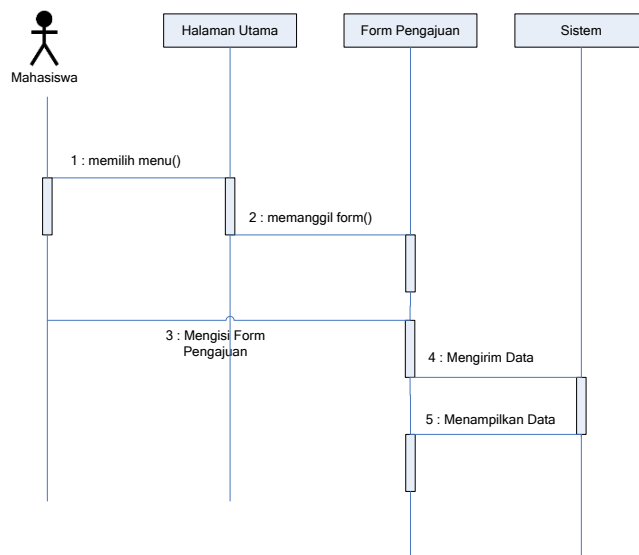 Halaman Utama
Form Pengajuan
Sistem
Mahasiswa
1 : memilih menu()
2 : memanggil form()
3 : Mengisi Form
Pengajuan
4 : Mengirim Data
5 : Menampilkan Data